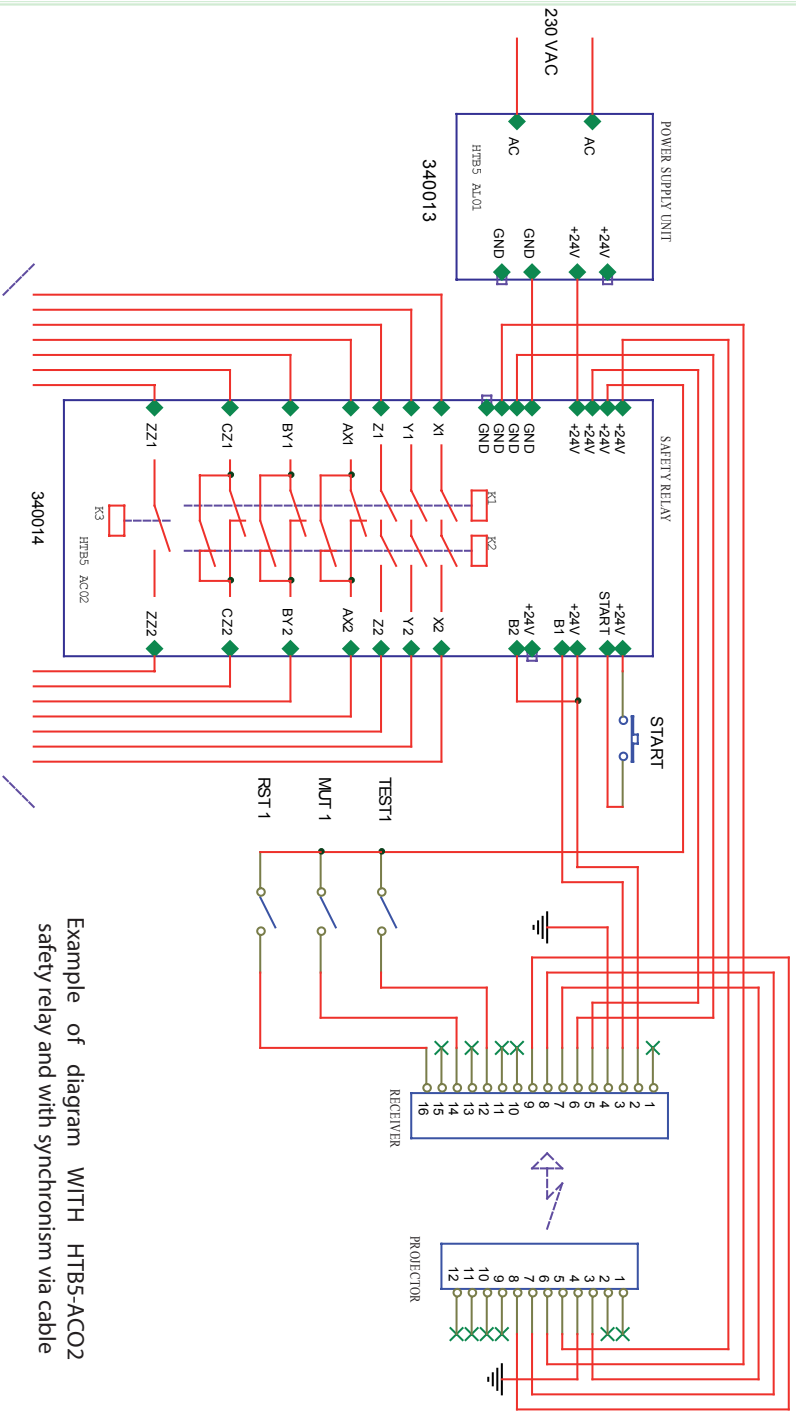 230 VAC
POWER SUPPLY UNIT
AC
AC
HTB5 AL01
+24V
+24V
GND
GND
340013
SAFETY RELAY
+24V
+24V
+24V
+24V
GND
GND
GND
GND
X1
Y1
Z1
AX1
BY1
CZ1
ZZ1
K1
K2
K3
HTB5 AC02
+24V
START
+24V
B1
+24V
B2
X2
Y2
Z2
AX2
BY2
CZ2
ZZ2
340014
START
TEST1
MUT 1
RST 1
1
2
3
4
5
6
7
8
9
10
11
12
13
14
15
16
RECEIVER
1
2
3
4
5
6
7
8
9
10
11
12
PROJECTOR
Example of diagram WITH HTB5-ACO2
safety relay and with synchronism via cable